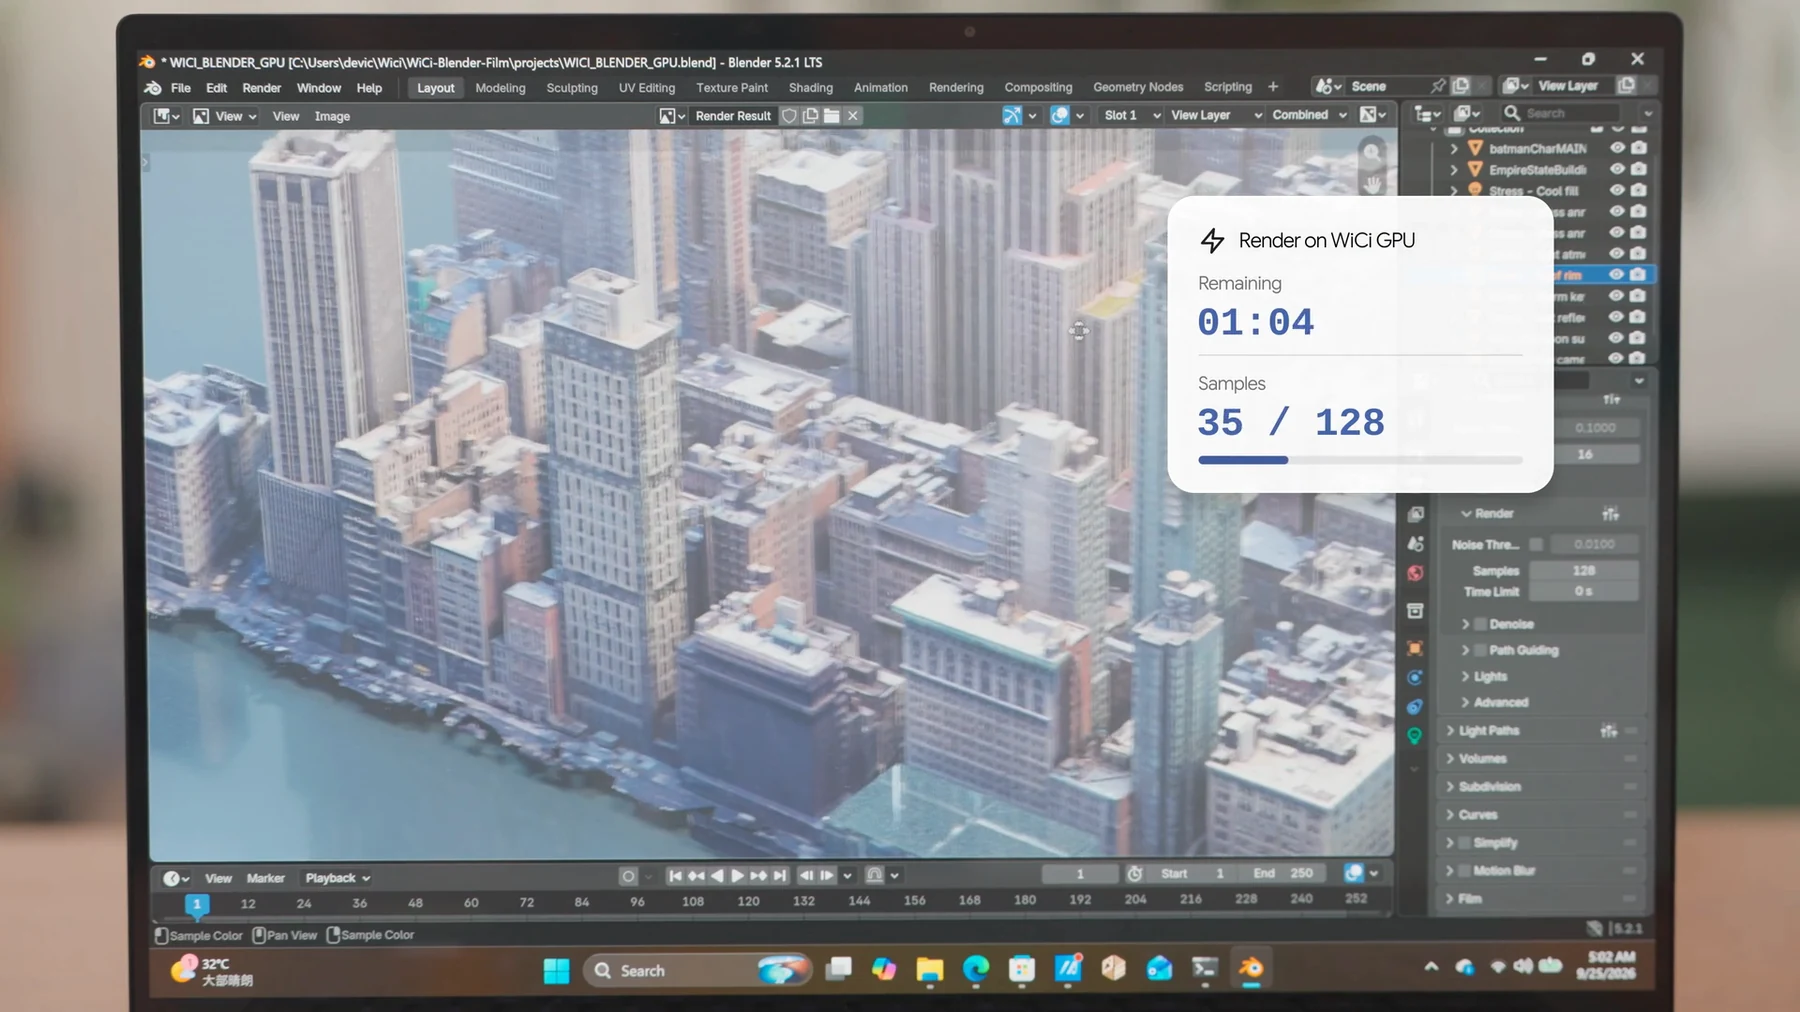 * WICI_BLENDER_GPU [C:\Users\devic\Wici\WiCi-Blender-Film\projects\WICI_BLENDER_GPU.blend] - Blender 5.2.1 LTS
File Edit Render Window Help Layout Modeling Sculpting UV Editing Texture Paint Shading Animation Rendering Compositing Geometry Nodes Scripting + Scene View Layer
View View Image Render Result Slot 1 View Layer Combined Search
Collection
batmanCharMAIN
EmpireStateBuildi
Stress - Cool fill
Render on WiCi GPU
Remaining
01:04
Samples
35 / 128
of rim
0.1000
16
Render
Noise Thre... 0.0100
Samples 128
Time Limit 0 s
Denoise
Path Guiding
Lights
Advanced
Light Paths
Volumes
Subdivision
Curves
Simplify
Motion Blur
Film
View Marker Playback 1 Start 1 End 250
1 12 24 36 48 60 72 84 96 108 120 132 144 156 168 180 192 204 216 228 240 252
Sample Color Pan View Sample Color 5.2.1
1 32°C
大部晴朗
Search
5:02 AM
9/25/2026